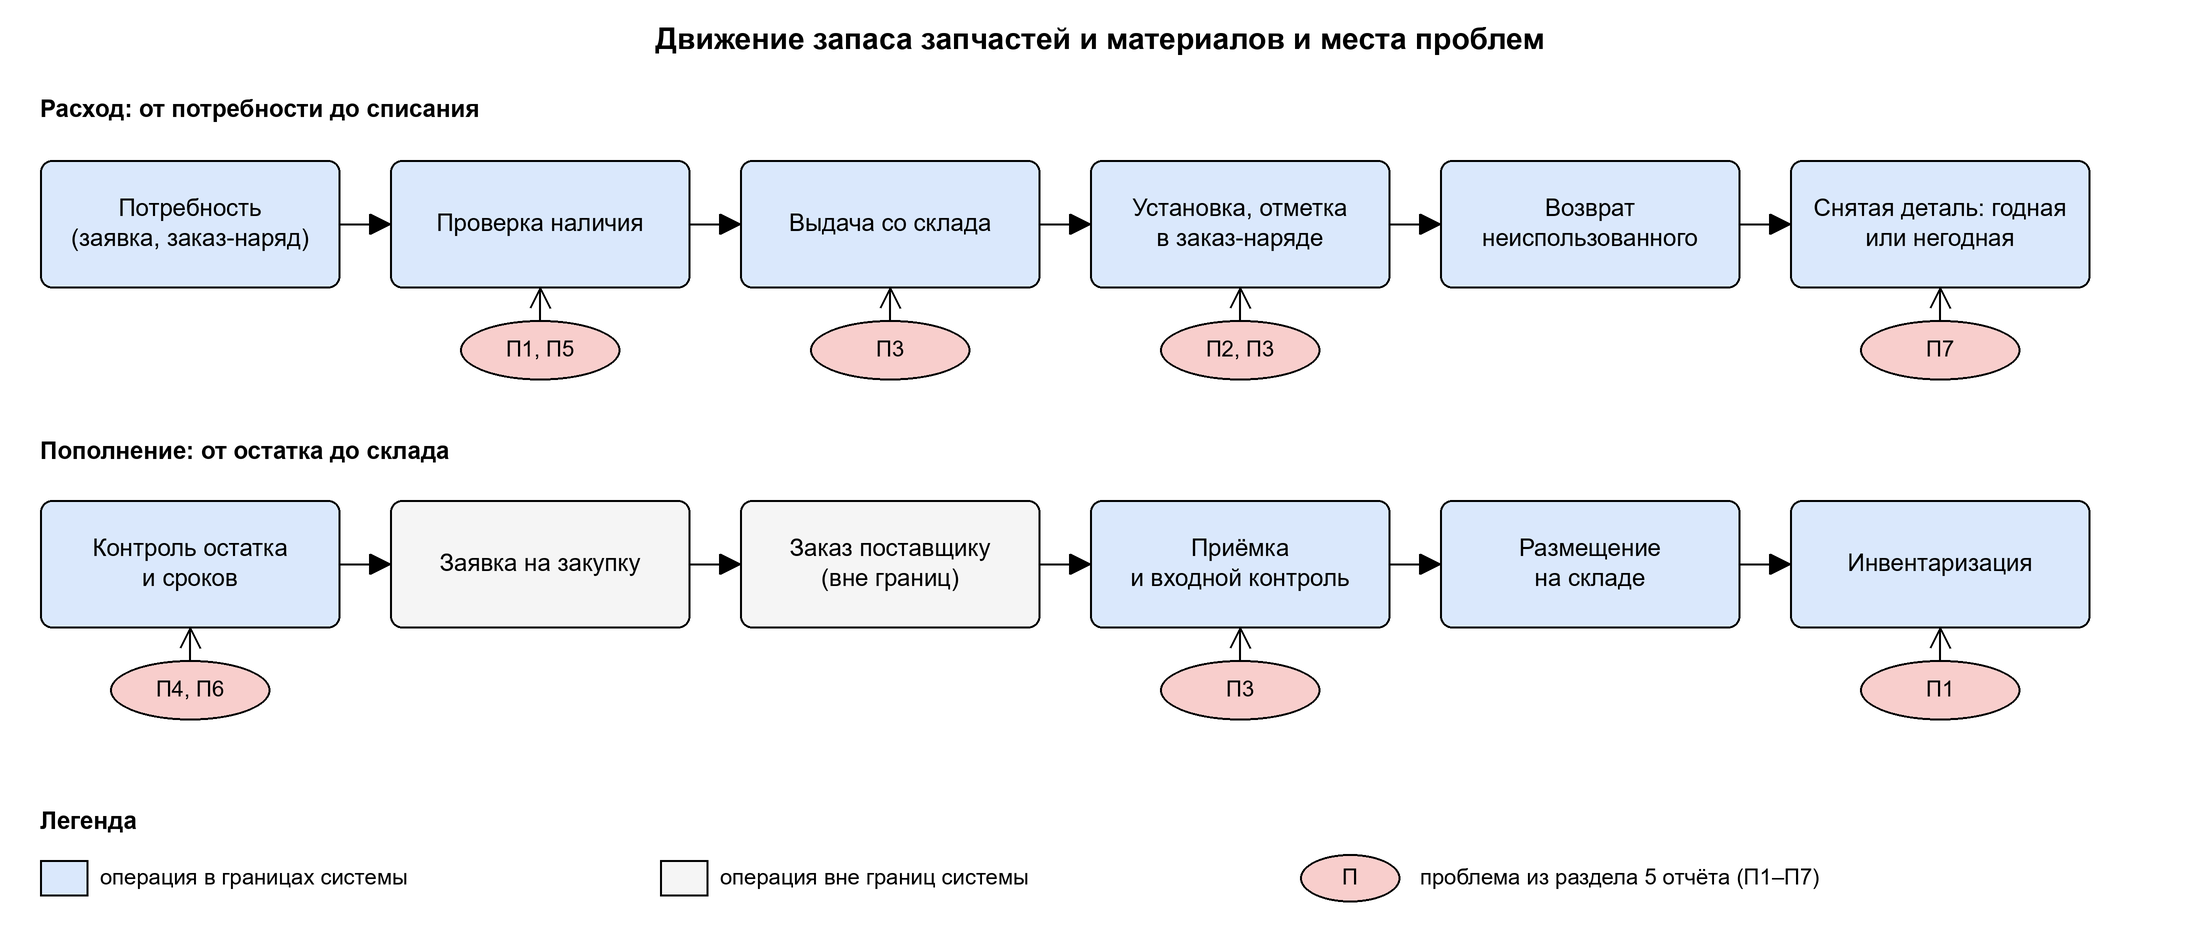 Движение запаса запчастей и материалов и места проблем
Расход: от потребности до списания
Потребность
(заявка, заказ-наряд)
Проверка наличия
Выдача со склада
Установка, отметка
в заказ-наряде
Возврат
неиспользованного
Снятая деталь: годная
или негодная
П1, П5
П3
П2, П3
П7
Пополнение: от остатка до склада
Контроль остатка
и сроков
Заявка на закупку
Заказ поставщику
(вне границ)
Приёмка
и входной контроль
Размещение
на складе
Инвентаризация
П4, П6
П3
П1
Легенда
операция в границах системы
операция вне границ системы
П
проблема из раздела 5 отчёта (П1–П7)